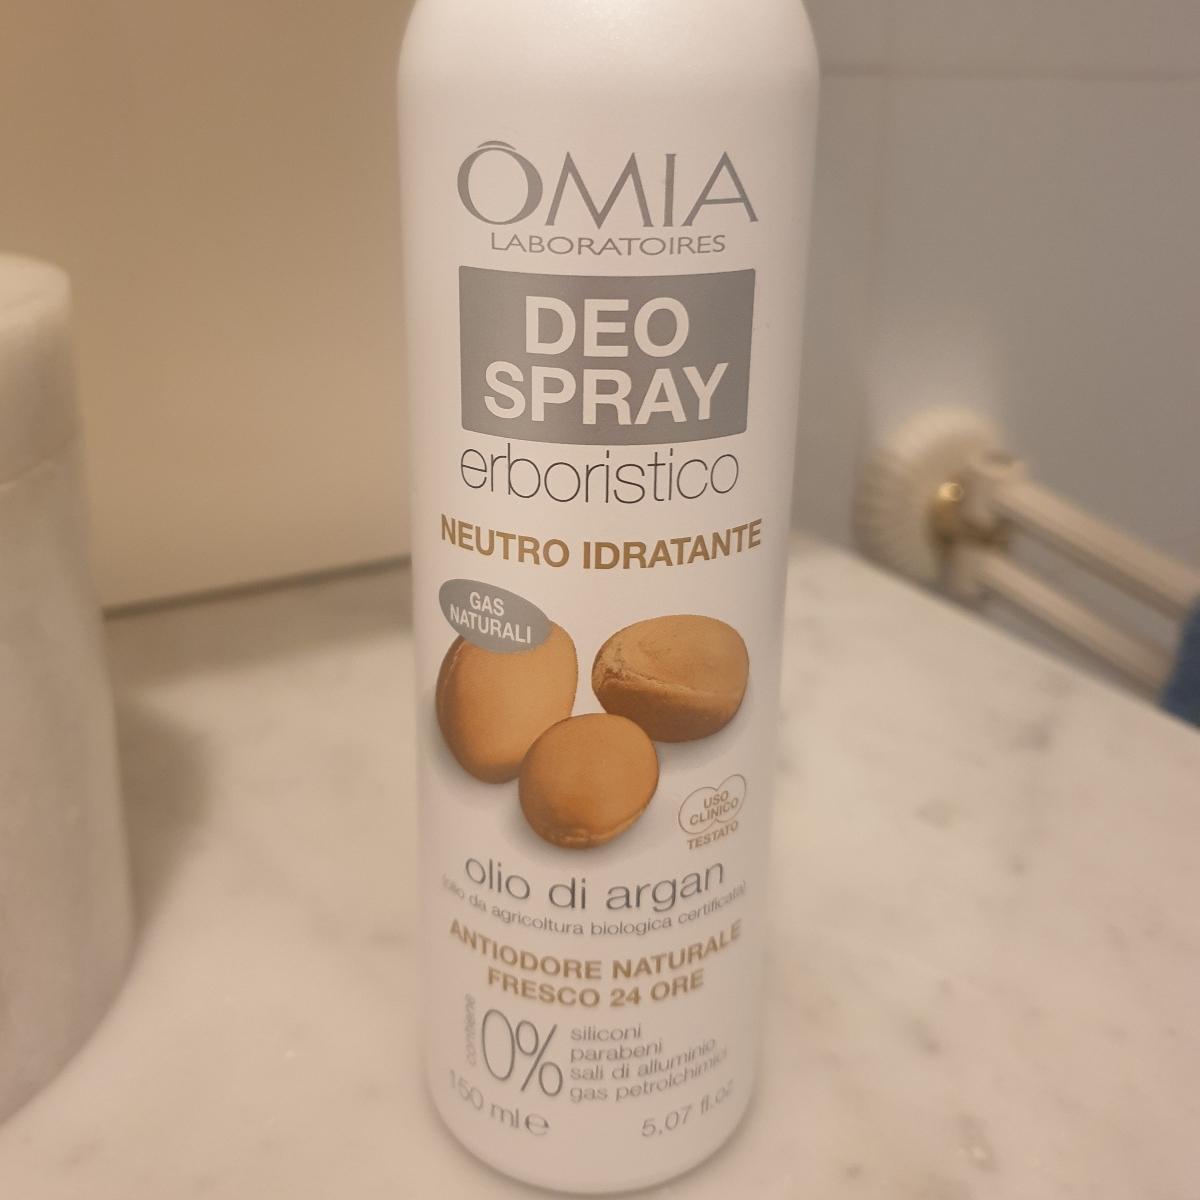 ÔMIA
LABORATOIRES
DEO
SPRAY
erboristico
NEUTRO IDRATANTE
GAS
NATURALI
USO
CLINICO
TESTATO
olio di argan
(olio da agricoltura biologica certificata)
ANTIODORE NATURALE
FRESCO 24 ORE
contiene
0%
siliconi
parabeni
sali di alluminio
gas petrolchimici
150 ml e
5,07 fl.oz